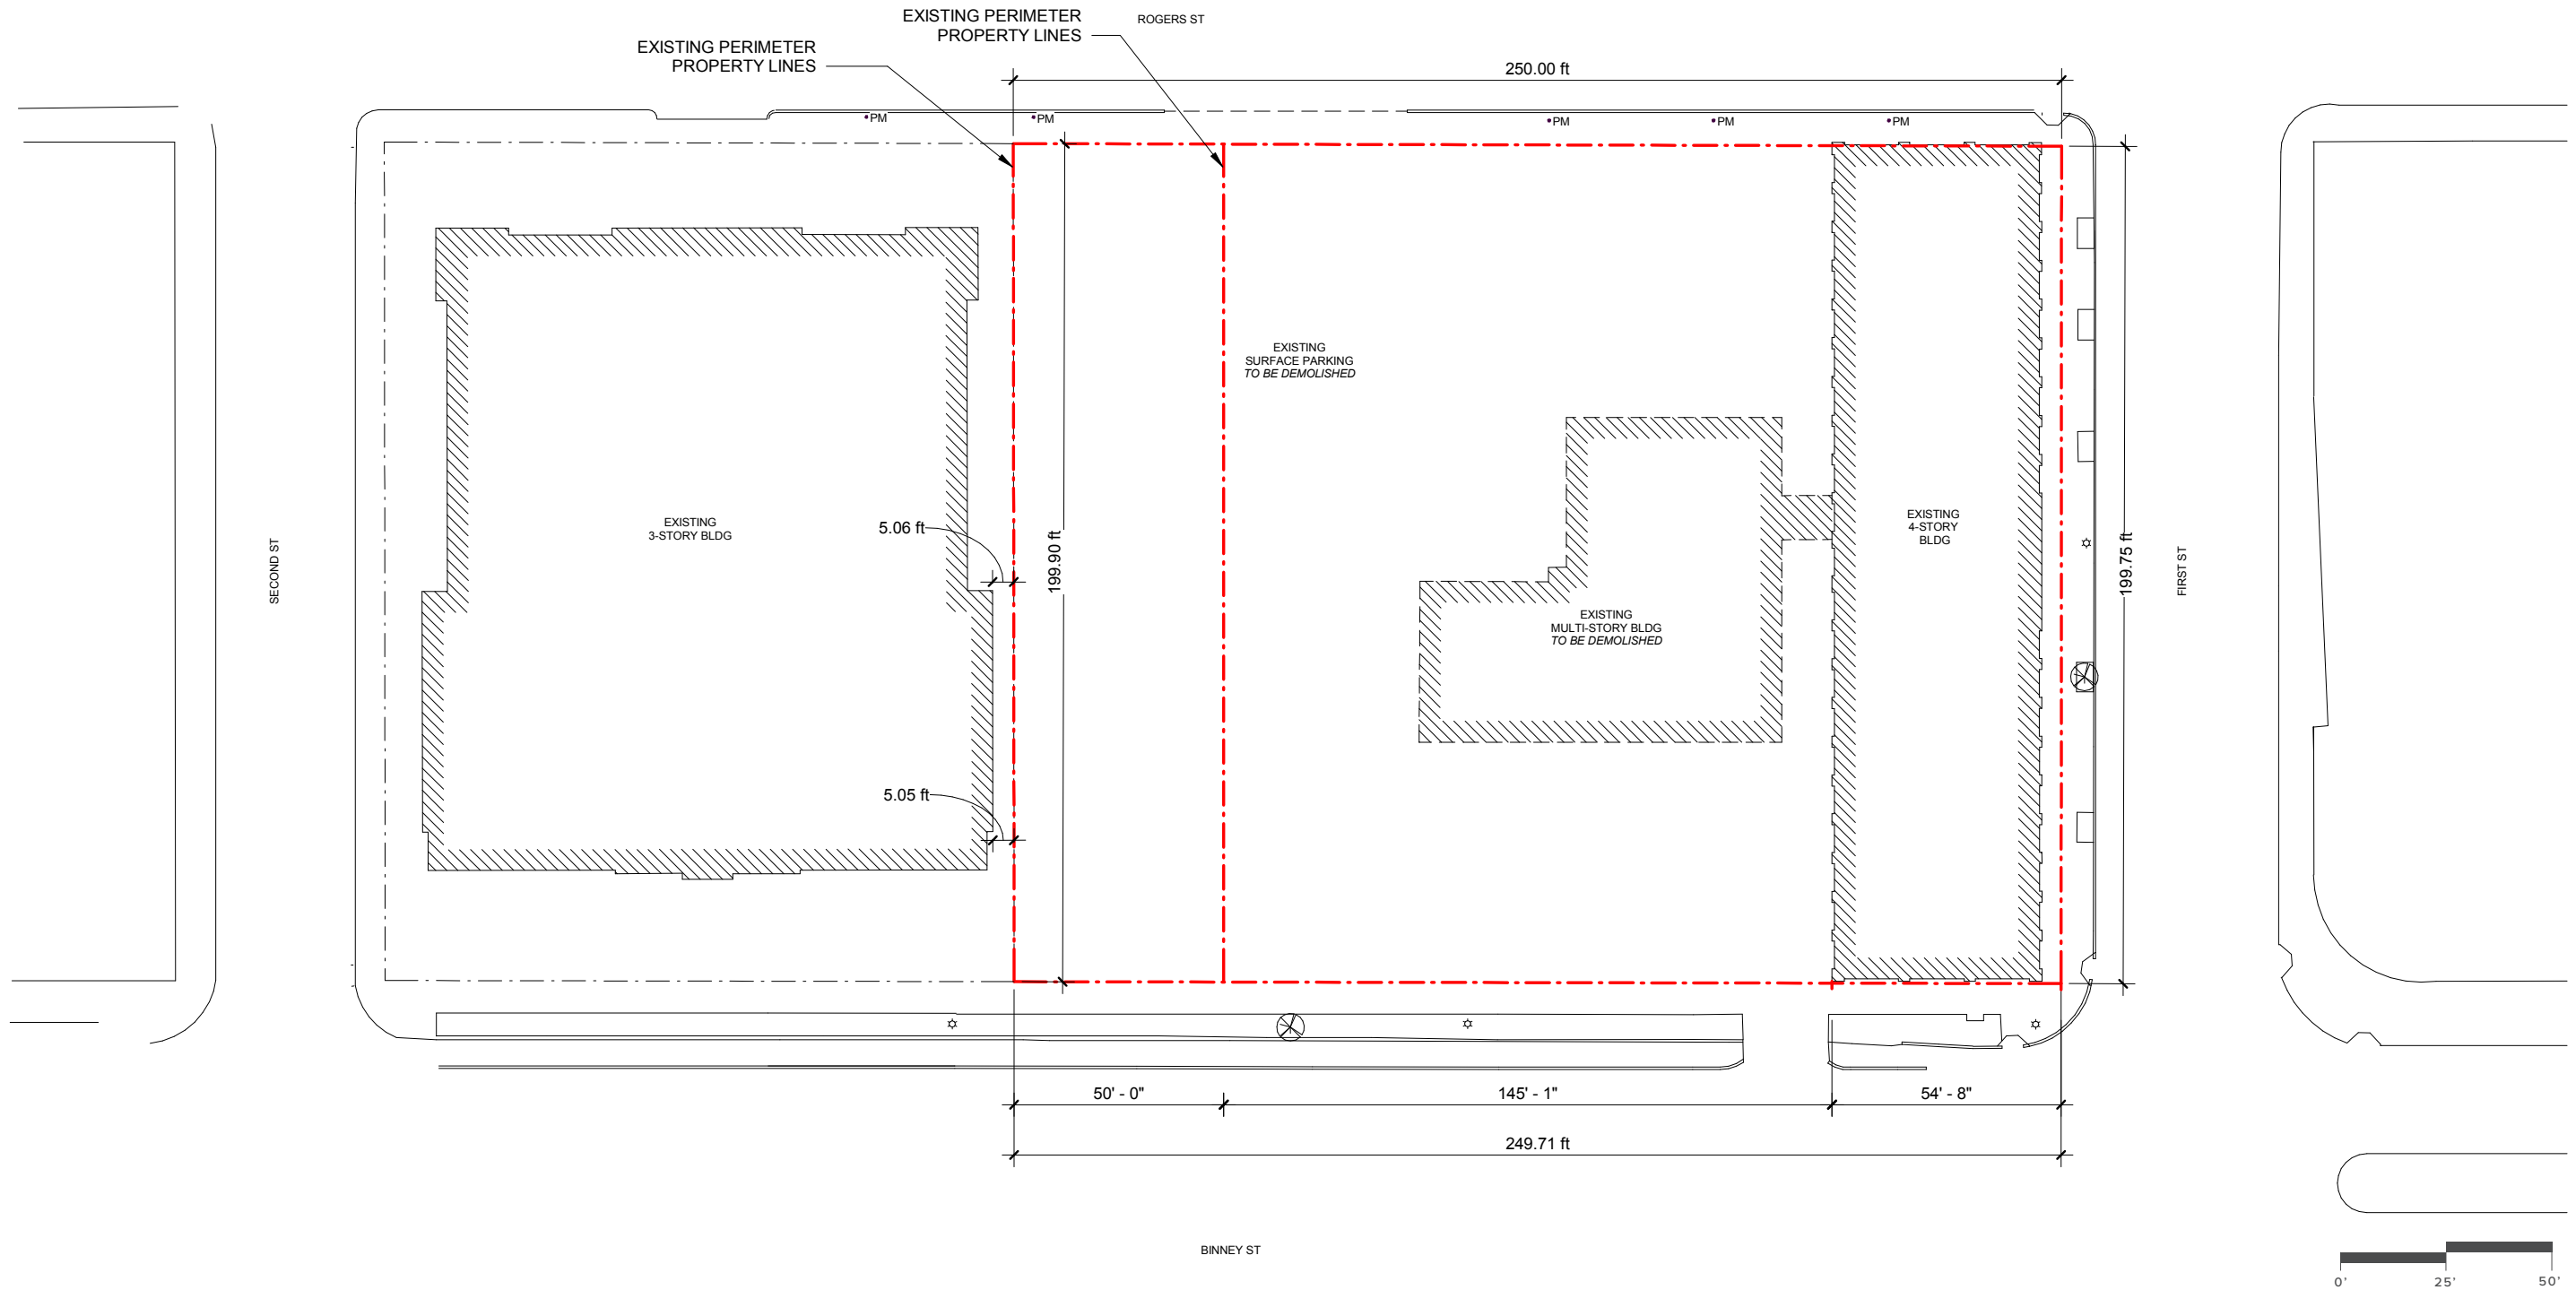 EXISTING PERIMETER
PROPERTY LINES
ROGERS ST
EXISTING PERIMETER
PROPERTY LINES
250.00 ft
PM
PM
PM
PM
PM
EXISTING
SURFACE PARKING
TO BE DEMOLISHED
EXISTING
3-STORY BLDG
5.06 ft
199.90 ft
EXISTING
4-STORY
BLDG
199.75 ft
SECOND ST
FIRST ST
EXISTING
MULTI-STORY BLDG
TO BE DEMOLISHED
5.05 ft
50' - 0"
145' - 1"
54' - 8"
249.71 ft
BINNEY ST
0'
25'
50'